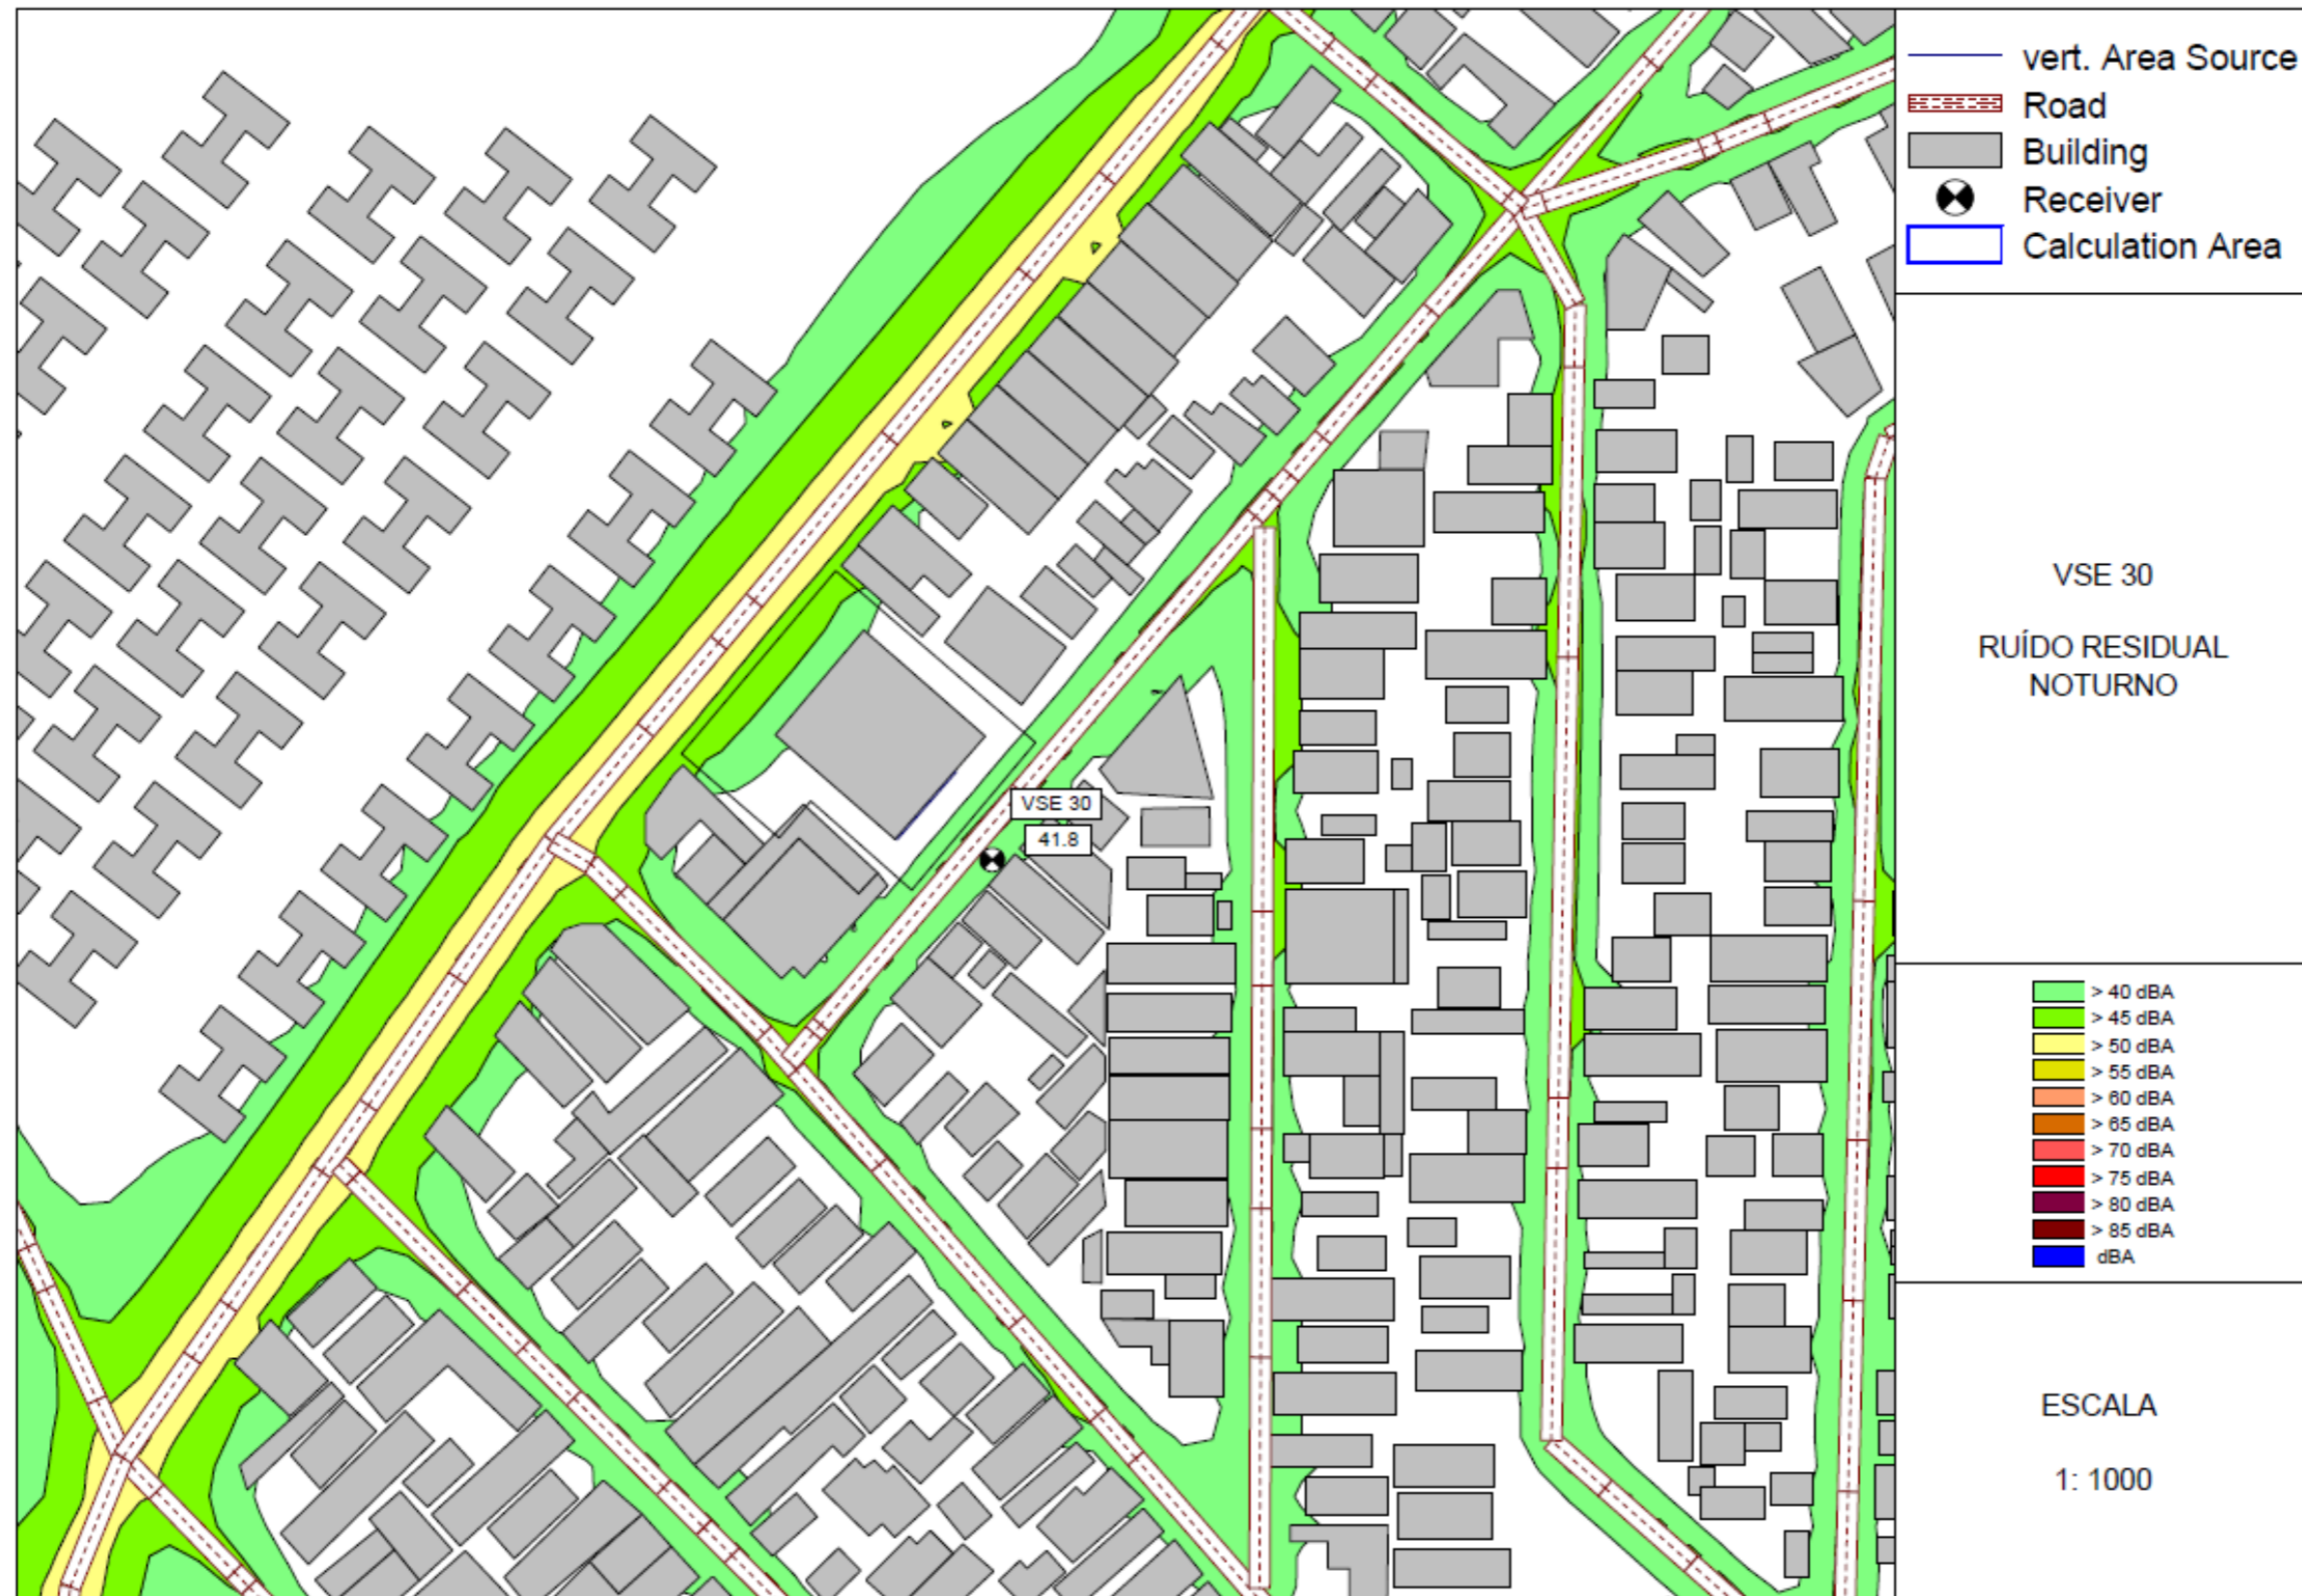 VSE 30
41.8
vert. Area Source
Road
Building
Receiver
Calculation Area
VSE 30
RUÍDO RESIDUAL
NOTURNO
> 40 dBA
> 45 dBA
> 50 dBA
> 55 dBA
> 60 dBA
> 65 dBA
> 70 dBA
> 75 dBA
> 80 dBA
> 85 dBA
dBA
ESCALA
1: 1000